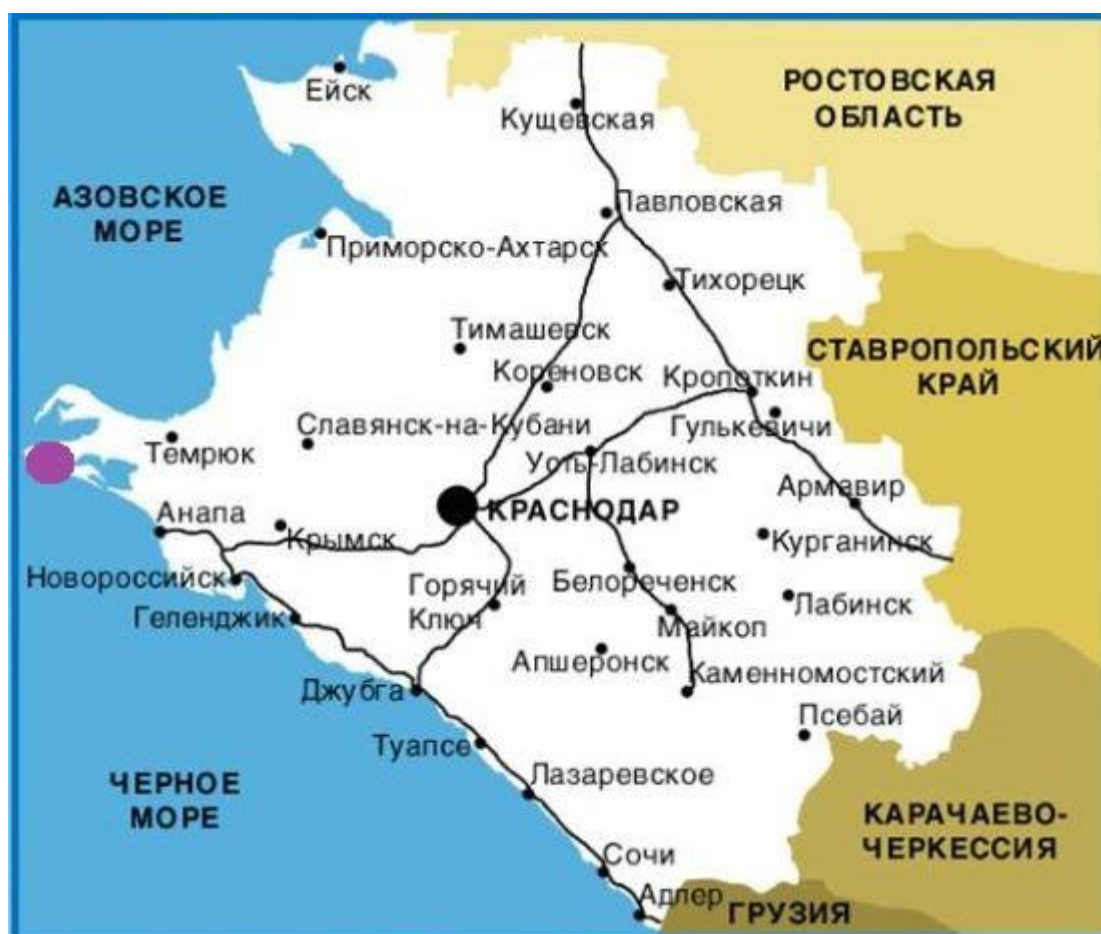 Ейск
РОСТОВСКАЯ
ОБЛАСТЬ
Кущевская
АЗОВСКОЕ
МОРЕ
Павловская
Приморско-Ахтарск
Тихорецк
Тимашевск
СТАВРОПОЛЬСКИЙ
КРАЙ
Кореновск
Кропоткин
Славянск-на-Кубани
Гулькевичи
Темрюк
Усть-Лабинск
Армавир
Анапа
КРАСНОДАР
Крымск
Курганинск
Новороссийск
Горячий
Ключ
Белореченск
Геленджик
Лабинск
Майкоп
Апшеронск
Каменномостский
Джубга
Псебай
Туапсе
ЧЕРНОЕ
МОРЕ
Лазаревское
КАРАЧАЕВО-
ЧЕРКЕССИЯ
Сочи
Адлер
ГРУЗИЯ